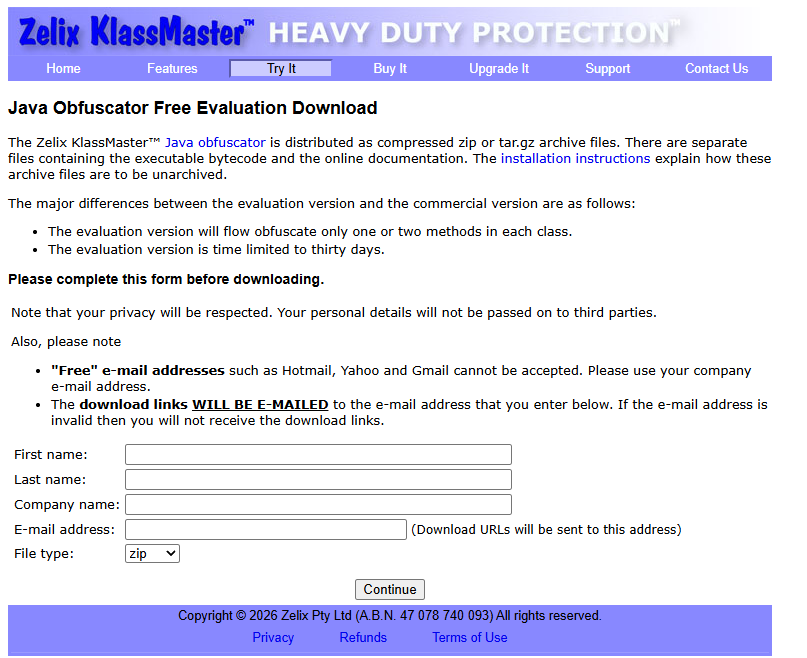 Zelix KlassMaster™ HEAVY DUTY PROTECTION™
Home Features Try It Buy It Upgrade It Support Contact Us
Java Obfuscator Free Evaluation Download
The Zelix KlassMaster™ Java obfuscator is distributed as compressed zip or tar.gz archive files. There are separate
files containing the executable bytecode and the online documentation. The installation instructions explain how these
archive files are to be unarchived.
The major differences between the evaluation version and the commercial version are as follows:
• The evaluation version will flow obfuscate only one or two methods in each class.
• The evaluation version is time limited to thirty days.
Please complete this form before downloading.
Note that your privacy will be respected. Your personal details will not be passed on to third parties.
Also, please note
• "Free" e-mail addresses such as Hotmail, Yahoo and Gmail cannot be accepted. Please use your company
e-mail address.
• The download links WILL BE E-MAILED to the e-mail address that you enter below. If the e-mail address is
invalid then you will not receive the download links.
First name:
Last name:
Company name:
E-mail address: (Download URLs will be sent to this address)
File type: zip
Continue
Copyright © 2026 Zelix Pty Ltd (A.B.N. 47 078 740 093) All rights reserved.
Privacy Refunds Terms of Use